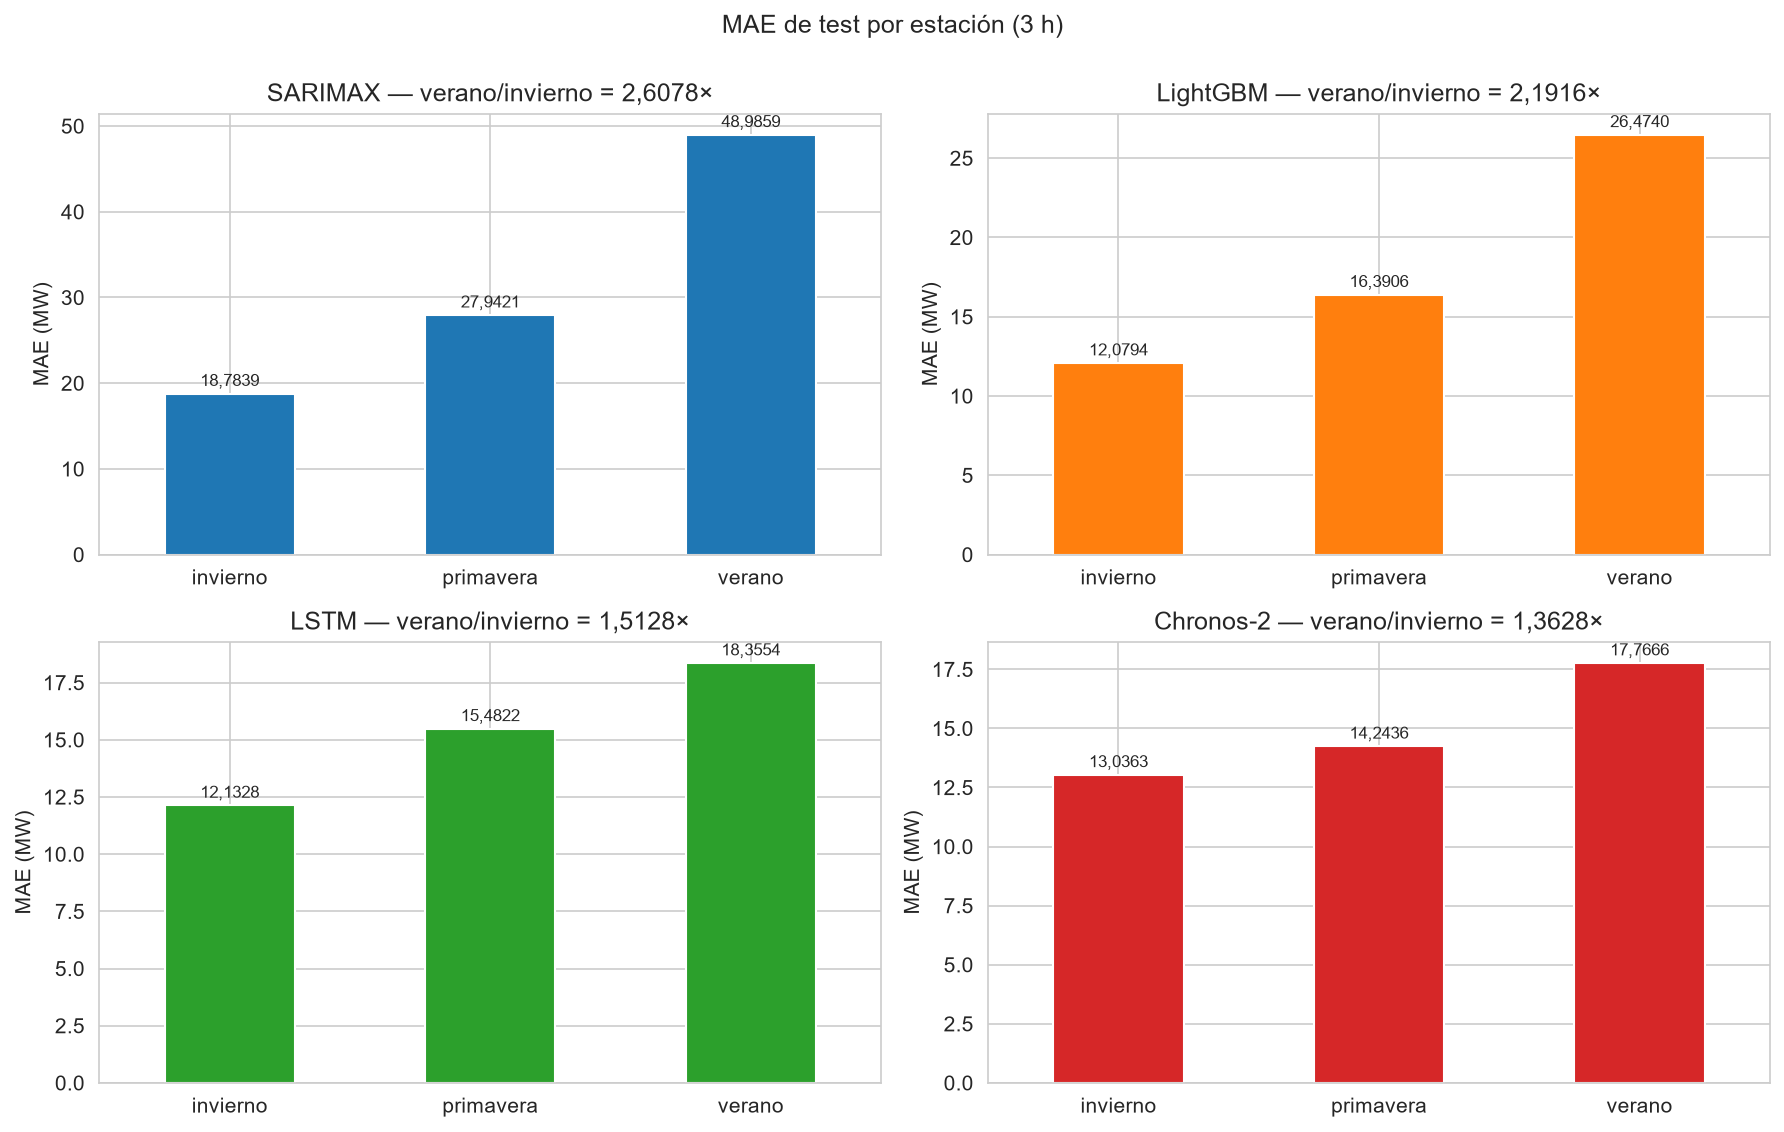 MAE de test por estación (3 h)
SARIMAX — verano/invierno = 2,6078×
MAE (MW)
50
40
30
20
10
0
18,7839
27,9421
48,9859
invierno
primavera
verano
LightGBM — verano/invierno = 2,1916×
MAE (MW)
25
20
15
10
5
0
12,0794
16,3906
26,4740
invierno
primavera
verano
LSTM — verano/invierno = 1,5128×
MAE (MW)
17.5
15.0
12.5
10.0
7.5
5.0
2.5
0.0
12,1328
15,4822
18,3554
invierno
primavera
verano
Chronos-2 — verano/invierno = 1,3628×
MAE (MW)
17.5
15.0
12.5
10.0
7.5
5.0
2.5
0.0
13,0363
14,2436
17,7666
invierno
primavera
verano